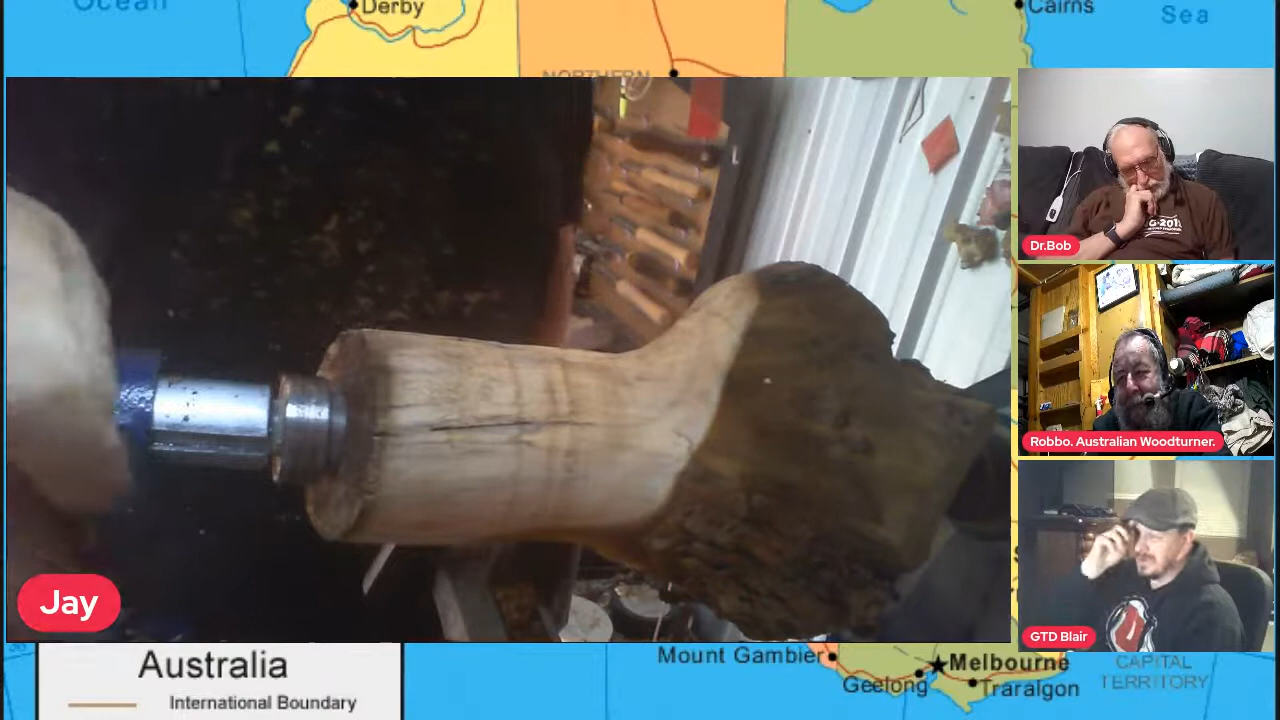 Ocean
Derby
Cairns
Sea
NORTHERN
Dr.Bob
Robbo. Australian Woodturner.
GTD Blair
Jay
Australia
International Boundary
Mount Gambier
Melbourne
Geelong
Traralgon
CAPITAL
TERRITORY